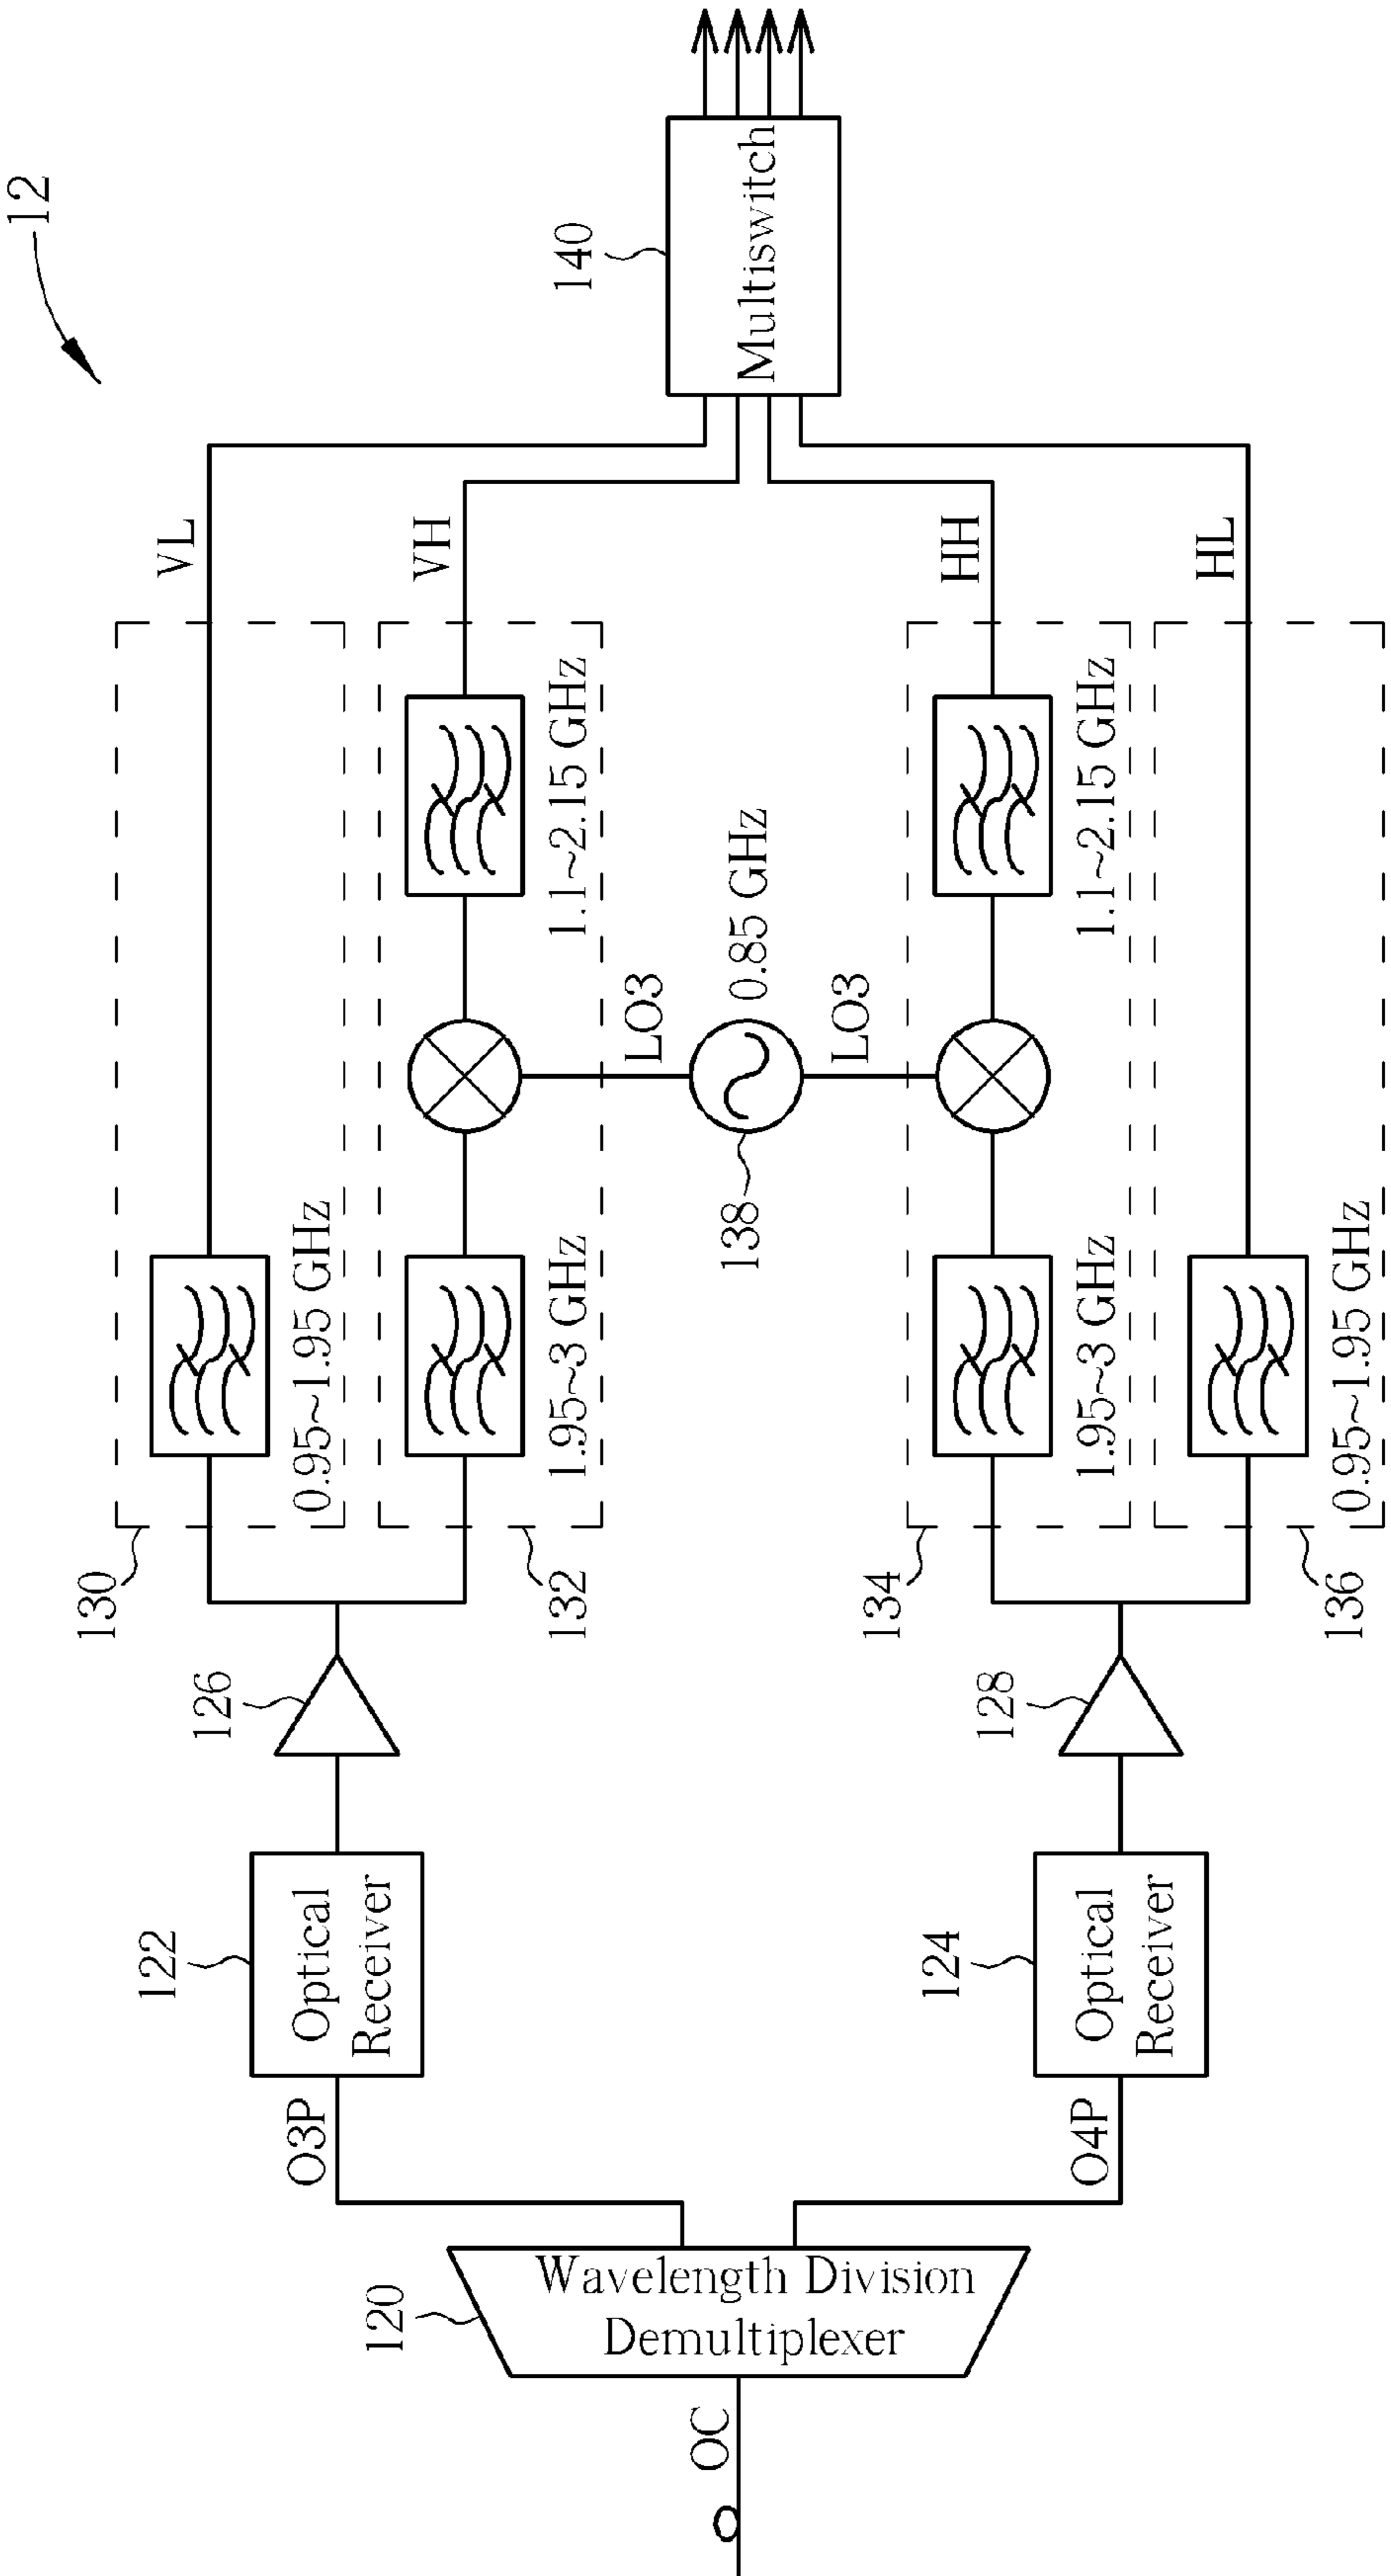 12
OC
120
Wavelength Division
Demultiplexer
O3P
O4P
122
Optical
Receiver
124
Optical
Receiver
126
128
130
0.95~1.95 GHz
VL
132
1.95~3 GHz
1.1~2.15 GHz
VH
LO3
138
0.85 GHz
LO3
134
1.95~3 GHz
1.1~2.15 GHz
HH
136
0.95~1.95 GHz
HL
140
Multiswitch